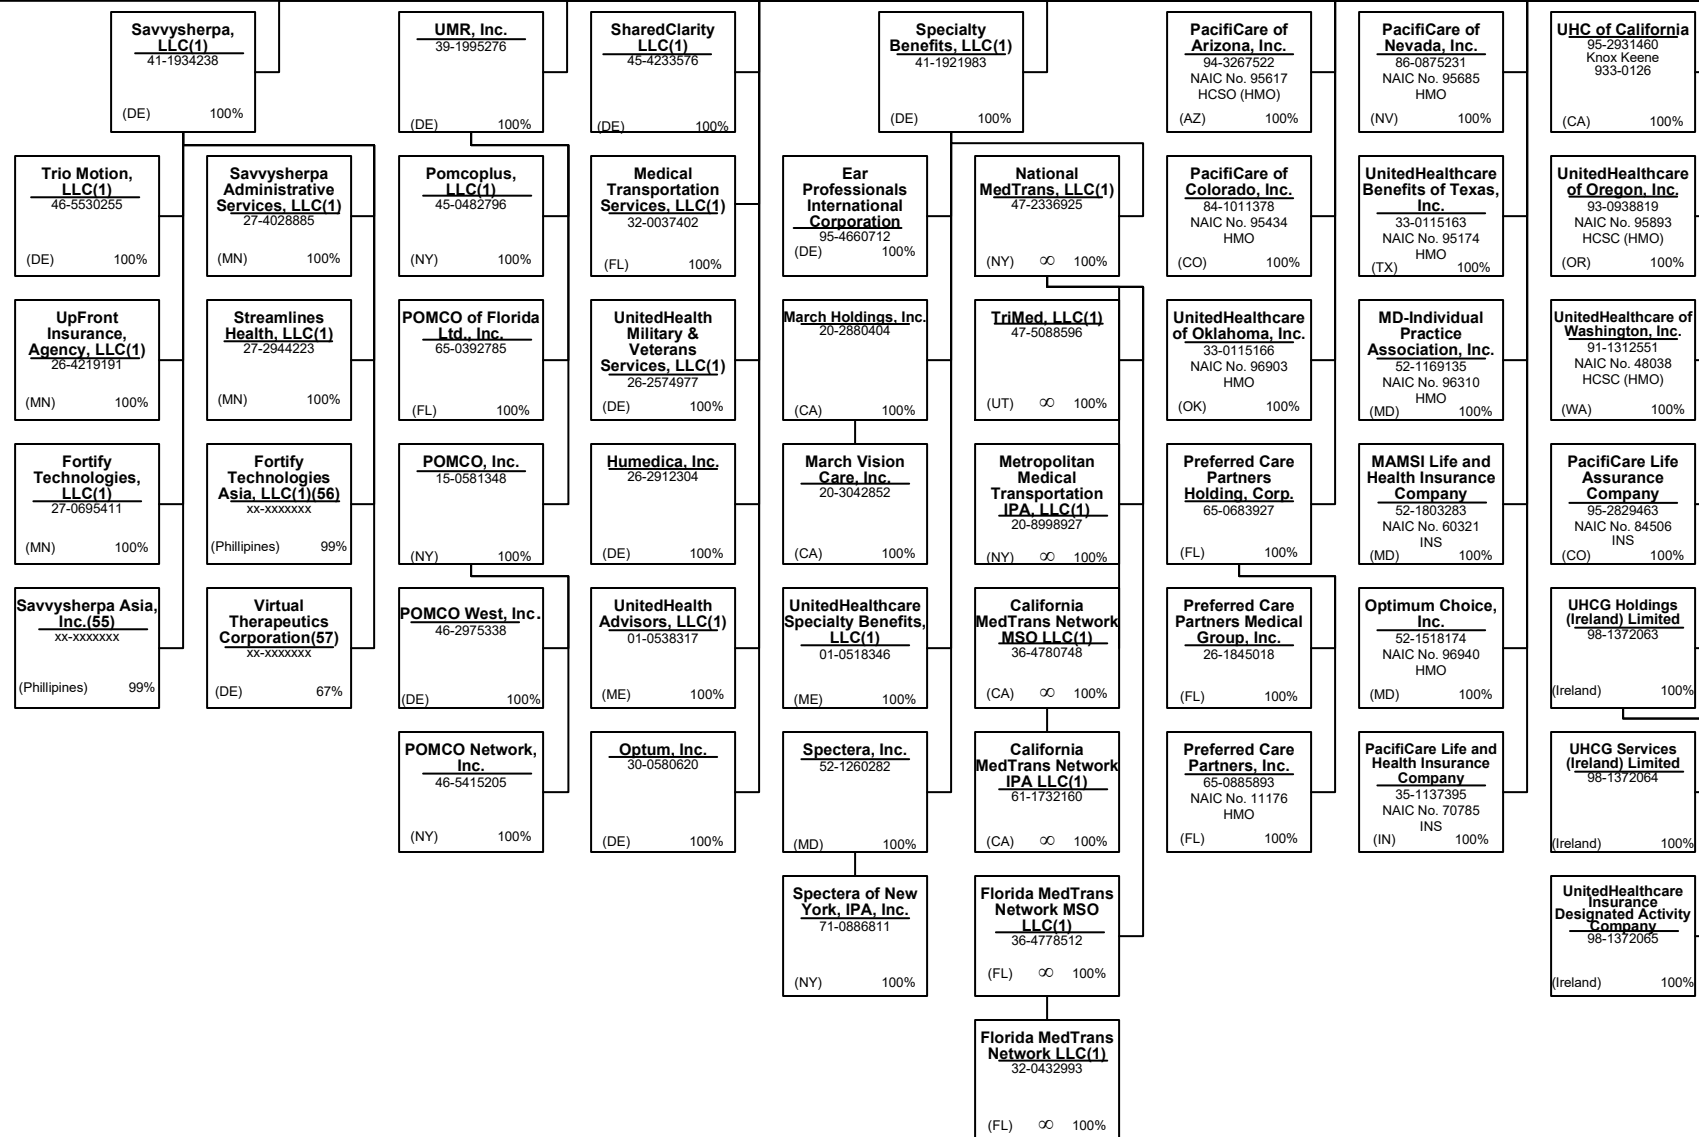 Savvysherpa,
LLC(1)
41-1934238
(DE) 100%
UMR, Inc.
39-1995276
(DE) 100%
SharedClarity
LLC(1)
45-4233576
(DE) 100%
Specialty
Benefits, LLC(1)
41-1921983
(DE) 100%
PacifiCare of
Arizona, Inc.
94-3267522
NAIC No. 95617
HCSO (HMO)
(AZ) 100%
PacifiCare of
Nevada, Inc.
86-0875231
NAIC No. 95685
HMO
(NV) 100%
UHC of California
95-2931460
Knox Keene
933-0126
(CA) 100%
Trio Motion,
LLC(1)
46-5530255
(DE) 100%
Savvysherpa
Administrative
Services, LLC(1)
27-4028885
(MN) 100%
Pomcoplus,
LLC(1)
45-0482796
(NY) 100%
Medical
Transportation
Services, LLC(1)
32-0037402
(FL) 100%
Ear
Professionals
International
Corporation
95-4660712
(DE) 100%
National
MedTrans, LLC(1)
47-2336925
(NY) ∞ 100%
PacifiCare of
Colorado, Inc.
84-1011378
NAIC No. 95434
HMO
(CO) 100%
UnitedHealthcare
Benefits of Texas,
Inc.
33-0115163
NAIC No. 95174
HMO
(TX) 100%
UnitedHealthcare
of Oregon, Inc.
93-0938819
NAIC No. 95893
HCSC (HMO)
(OR) 100%
UpFront
Insurance,
Agency, LLC(1)
26-4219191
(MN) 100%
Streamlines
Health, LLC(1)
27-2944223
(MN) 100%
POMCO of Florida
Ltd., Inc.
65-0392785
(FL) 100%
UnitedHealth
Military &
Veterans
Services, LLC(1)
26-2574977
(DE) 100%
March Holdings, Inc.
20-2880404
(CA) 100%
TriMed, LLC(1)
47-5088596
(UT) ∞ 100%
UnitedHealthcare
of Oklahoma, Inc.
33-0115166
NAIC No. 96903
HMO
(OK) 100%
MD-Individual
Practice
Association, Inc.
52-1169135
NAIC No. 96310
HMO
(MD) 100%
UnitedHealthcare of
Washington, Inc.
91-1312551
NAIC No. 48038
HCSC (HMO)
(WA) 100%
Fortify
Technologies,
LLC(1)
27-0695411
(MN) 100%
Fortify
Technologies
Asia, LLC(1)(56)
xx-xxxxxxx
(Phillipines) 99%
POMCO, Inc.
15-0581348
(NY) 100%
Humedica, Inc.
26-2912304
(DE) 100%
March Vision
Care, Inc.
20-3042852
(CA) 100%
Metropolitan
Medical
Transportation
IPA, LLC(1)
20-8998927
(NY) ∞ 100%
Preferred Care
Partners
Holding, Corp.
65-0683927
(FL) 100%
MAMSI Life and
Health Insurance
Company
52-1803283
NAIC No. 60321
INS
(MD) 100%
PacifiCare Life
Assurance
Company
95-2829463
NAIC No. 84506
INS
(CO) 100%
Savvysherpa Asia,
Inc.(55)
xx-xxxxxxx
(Phillipines) 99%
Virtual
Therapeutics
Corporation(57)
xx-xxxxxxx
(DE) 67%
POMCO West, Inc.
46-2975338
(DE) 100%
UnitedHealth
Advisors, LLC(1)
01-0538317
(ME) 100%
UnitedHealthcare
Specialty Benefits,
LLC(1)
01-0518346
(ME) 100%
California
MedTrans Network
MSO LLC(1)
36-4780748
(CA) ∞ 100%
Preferred Care
Partners Medical
Group, Inc.
26-1845018
(FL) 100%
Optimum Choice,
Inc.
52-1518174
NAIC No. 96940
HMO
(MD) 100%
UHCG Holdings
(Ireland) Limited
98-1372063
(Ireland) 100%
POMCO Network,
Inc.
46-5415205
(NY) 100%
Optum, Inc.
30-0580620
(DE) 100%
Spectera, Inc.
52-1260282
(MD) 100%
California
MedTrans Network
IPA LLC(1)
61-1732160
(CA) ∞ 100%
Preferred Care
Partners, Inc.
65-0885893
NAIC No. 11176
HMO
(FL) 100%
PacifiCare Life and
Health Insurance
Company
35-1137395
NAIC No. 70785
INS
(IN) 100%
UHCG Services
(Ireland) Limited
98-1372064
(Ireland) 100%
Spectera of New
York, IPA, Inc.
71-0886811
(NY) 100%
Florida MedTrans
Network MSO
LLC(1)
36-4778512
(FL) ∞ 100%
UnitedHealthcare
Insurance
Designated Activity
Company
98-1372065
(Ireland) 100%
Florida MedTrans
Network LLC(1)
32-0432993
(FL) ∞ 100%